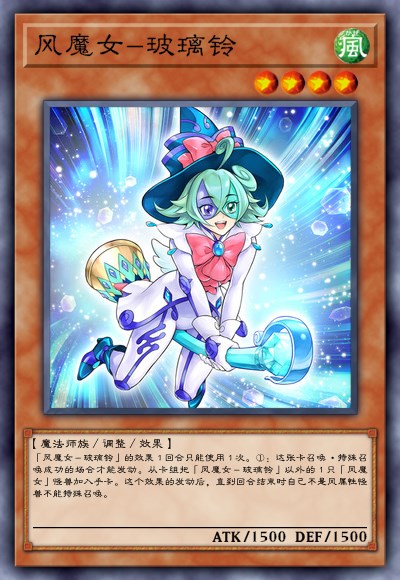 风魔女－玻璃铃
風
【魔法师族／调整／效果】
「风魔女－玻璃铃」的效果1回合只能使用1次。①：这张卡召唤·特殊召
唤成功的场合才能发动。从卡组把「风魔女－玻璃铃」以外的1只「风魔
女」怪兽加入手卡。这个效果的发动后，直到回合结束时自己不是风属性怪
兽不能特殊召唤。
ATK/1500 DEF/1500